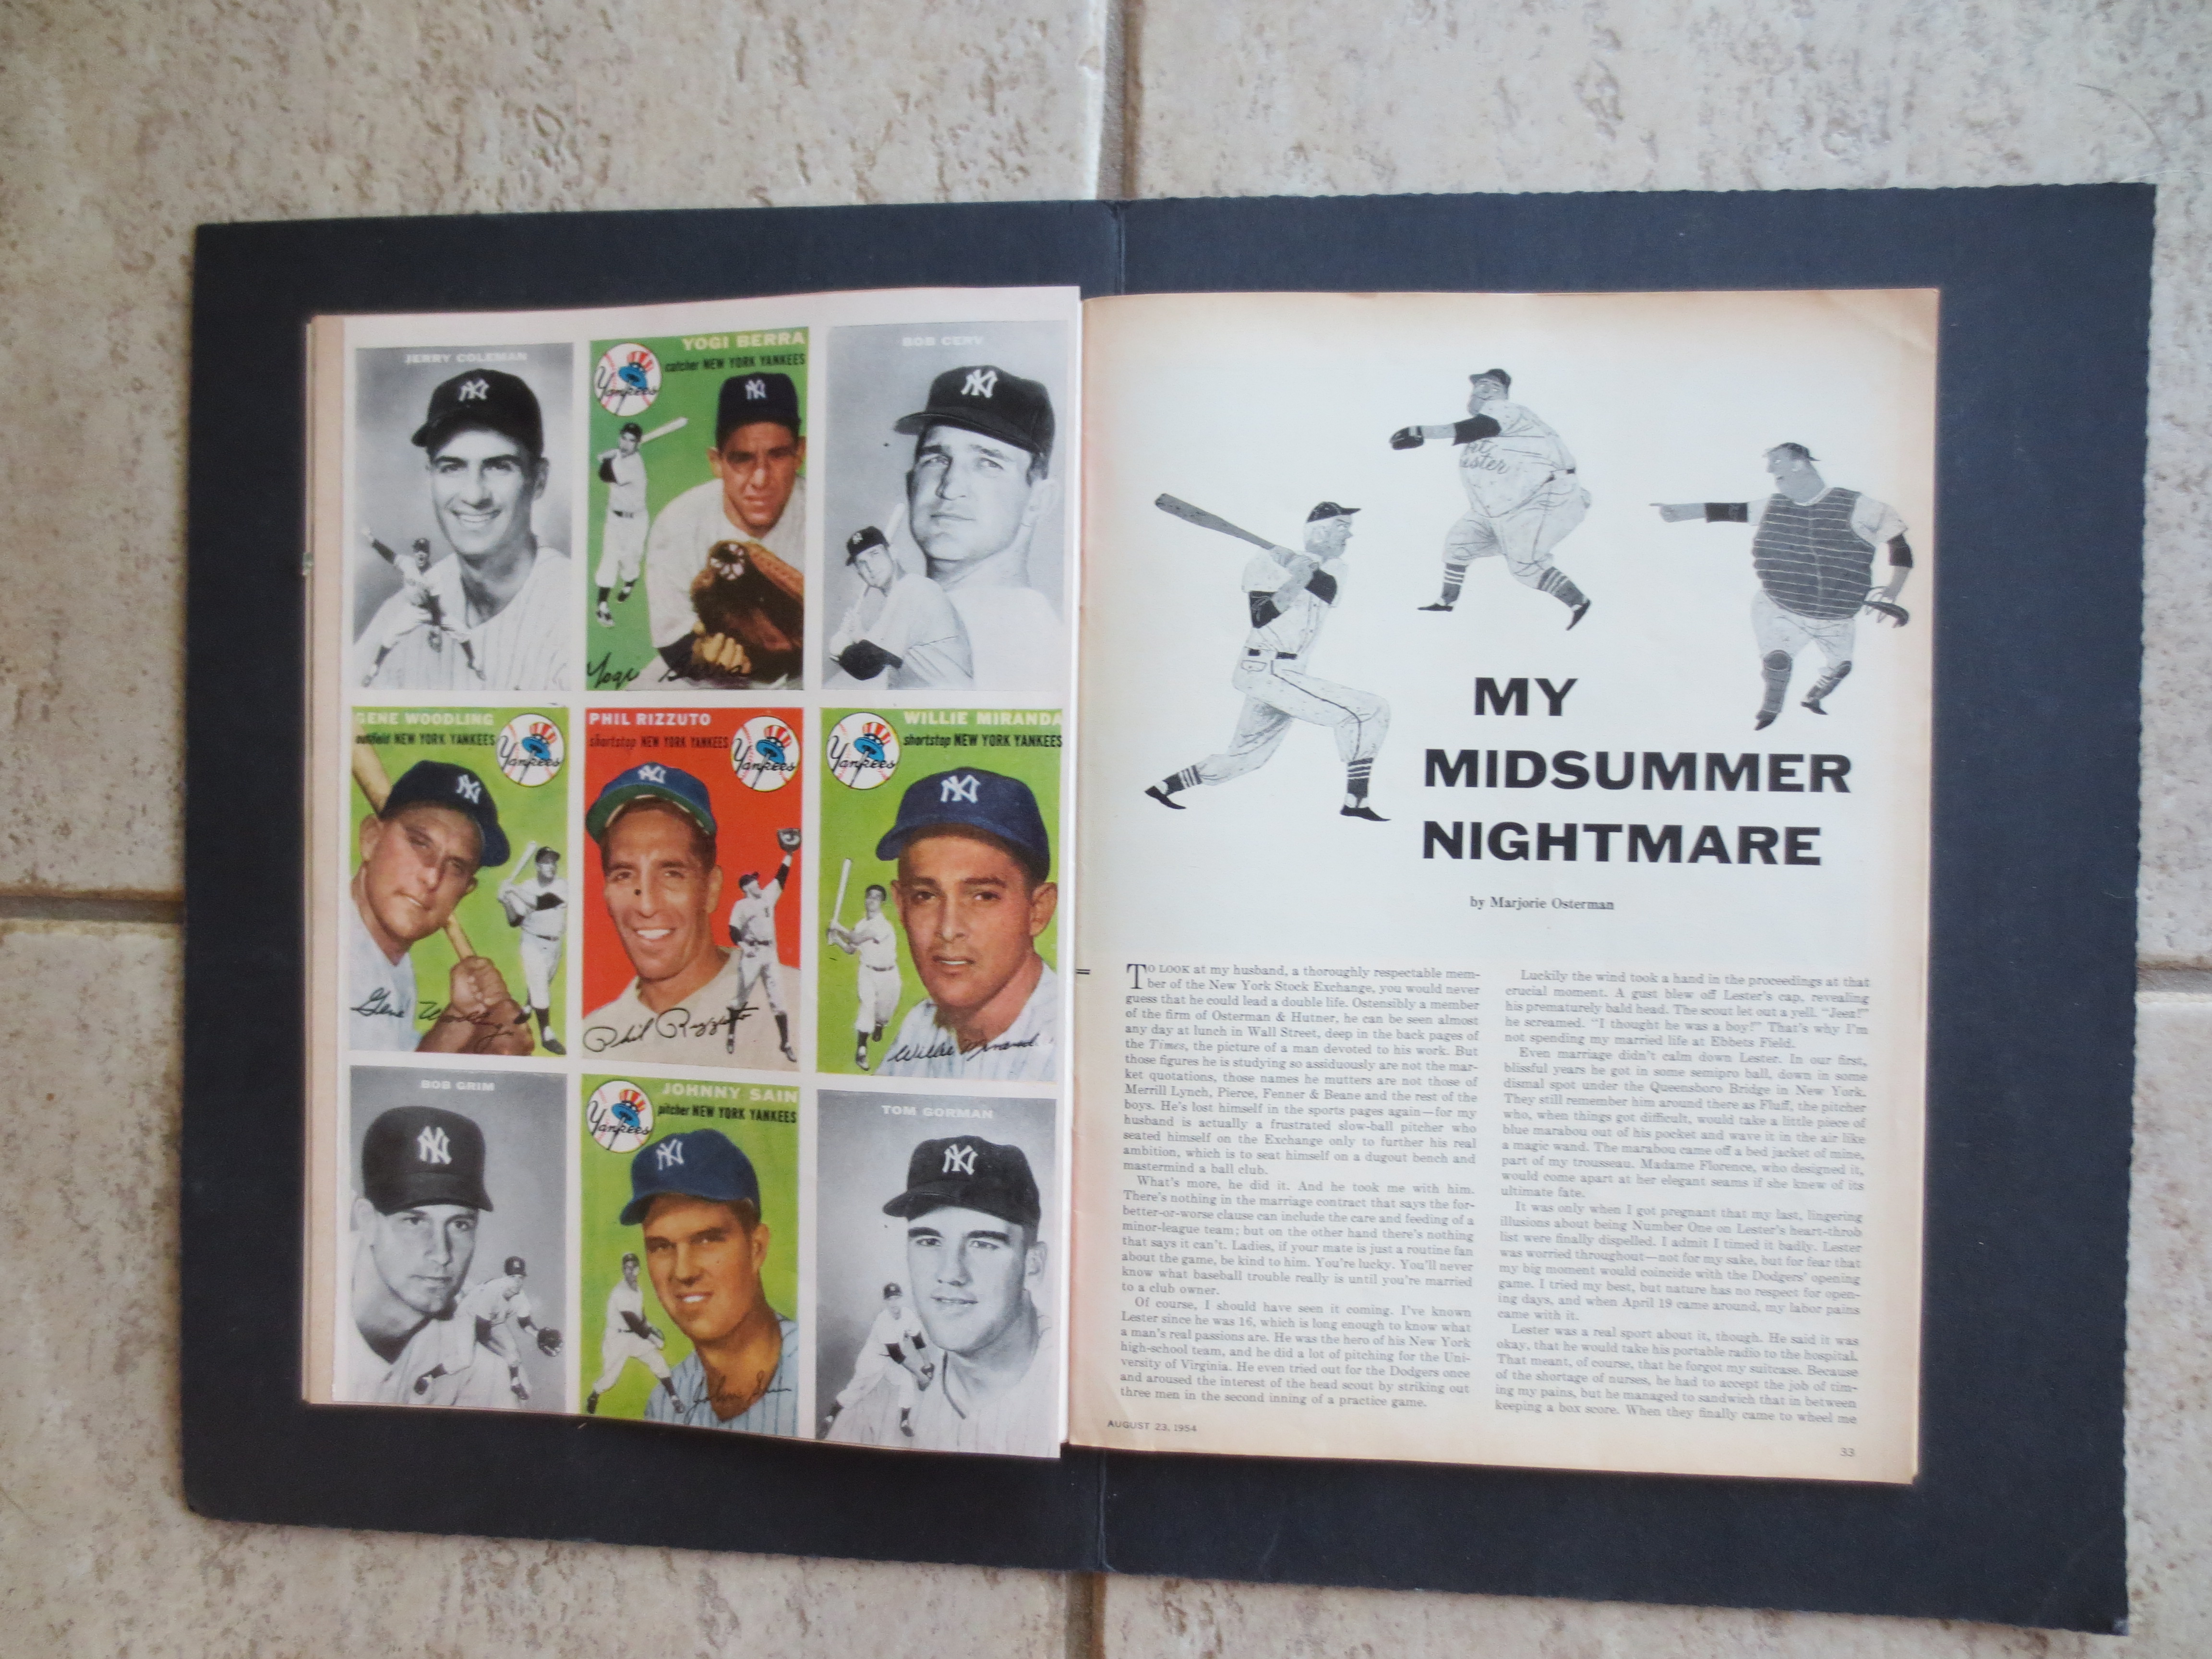 JERRY COLEMAN
YOGI BERRA
catcher NEW YORK YANKEES
Yankees
Yogi Berra
BOB CERV
GENE WOODLING
outfield NEW YORK YANKEES
Yankees
Gene Woodling
PHIL RIZZUTO
shortstop NEW YORK YANKEES
Yankees
Phil Rizzuto
WILLIE MIRANDA
shortstop NEW YORK YANKEES
Yankees
Willie Miranda
BOB GRIM
JOHNNY SAIN
pitcher NEW YORK YANKEES
Yankees
John Sain
TOM GORMAN
MY
MIDSUMMER
NIGHTMARE
by Marjorie Osterman
TO LOOK at my husband, a thoroughly respectable mem-
ber of the New York Stock Exchange, you would never
guess that he could lead a double life. Ostensibly a member
of the firm of Osterman & Hutner, he can be seen almost
any day at lunch in Wall Street, deep in the back pages of
the Times, the picture of a man devoted to his work. But
those figures he is studying so assiduously are not the mar-
ket quotations, those names he mutters are not those of
Merrill Lynch, Pierce, Fenner & Beane and the rest of the
boys. He's lost himself in the sports pages again—for my
husband is actually a frustrated slow-ball pitcher who
seated himself on the Exchange only to further his real
ambition, which is to seat himself on a dugout bench and
mastermind a ball club.
What's more, he did it. And he took me with him.
There's nothing in the marriage contract that says the for-
better-or-worse clause can include the care and feeding of a
minor-league team; but on the other hand there's nothing
that says it can't. Ladies, if your mate is just a routine fan
about the game, be kind to him. You're lucky. You'll never
know what baseball trouble really is until you're married
to a club owner.
Of course, I should have seen it coming. I've known
Lester since he was 16, which is long enough to know what
a man's real passions are. He was the hero of his New York
high-school team, and he did a lot of pitching for the Uni-
versity of Virginia. He even tried out for the Dodgers once
and aroused the interest of the head scout by striking out
three men in the second inning of a practice game.
Luckily the wind took a hand in the proceedings at that
crucial moment. A gust blew off Lester's cap, revealing
his prematurely bald head. The scout let out a yell. "Jeez!"
he screamed. "I thought he was a boy!" That's why I'm
not spending my married life at Ebbets Field.
Even marriage didn't calm down Lester. In our first,
blissful years he got in some semipro ball, down in some
dismal spot under the Queensboro Bridge in New York.
They still remember him around there as Fluff, the pitcher
who, when things got difficult, would take a little piece of
blue marabou out of his pocket and wave it in the air like
a magic wand. The marabou came off a bed jacket of mine,
part of my trousseau. Madame Florence, who designed it,
would come apart at her elegant seams if she knew of its
ultimate fate.
It was only when I got pregnant that my last, lingering
illusions about being Number One on Lester's heart-throb
list were finally dispelled. I admit I timed it badly. Lester
was worried throughout—not for my sake, but for fear that
my big moment would coincide with the Dodgers' opening
game. I tried my best, but nature has no respect for open-
ing days, and when April 19 came around, my labor pains
came with it.
Lester was a real sport about it, though. He said it was
okay, that he would take his portable radio to the hospital.
That meant, of course, that he forgot my suitcase. Because
of the shortage of nurses, he had to accept the job of tim-
ing my pains, but he managed to sandwich that in between
keeping a box score. When they finally came to wheel me
AUGUST 23, 1954
33